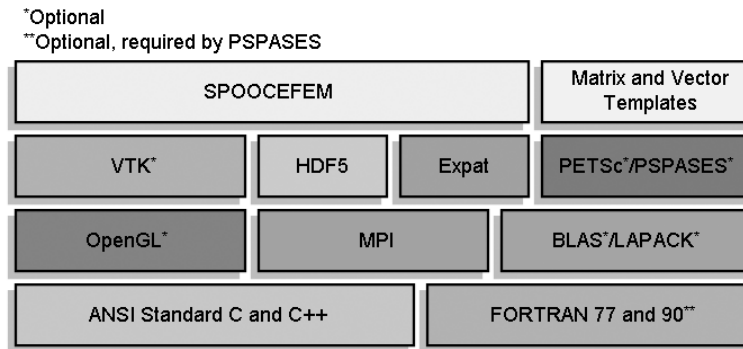 *Optional
**Optional, required by PSPASES
SPOOCEFEM
Matrix and Vector
Templates
VTK*
HDF5
Expat
PETSc*/PSPASES*
OpenGL*
MPI
BLAS*/LAPACK*
ANSI Standard C and C++
FORTRAN 77 and 90**